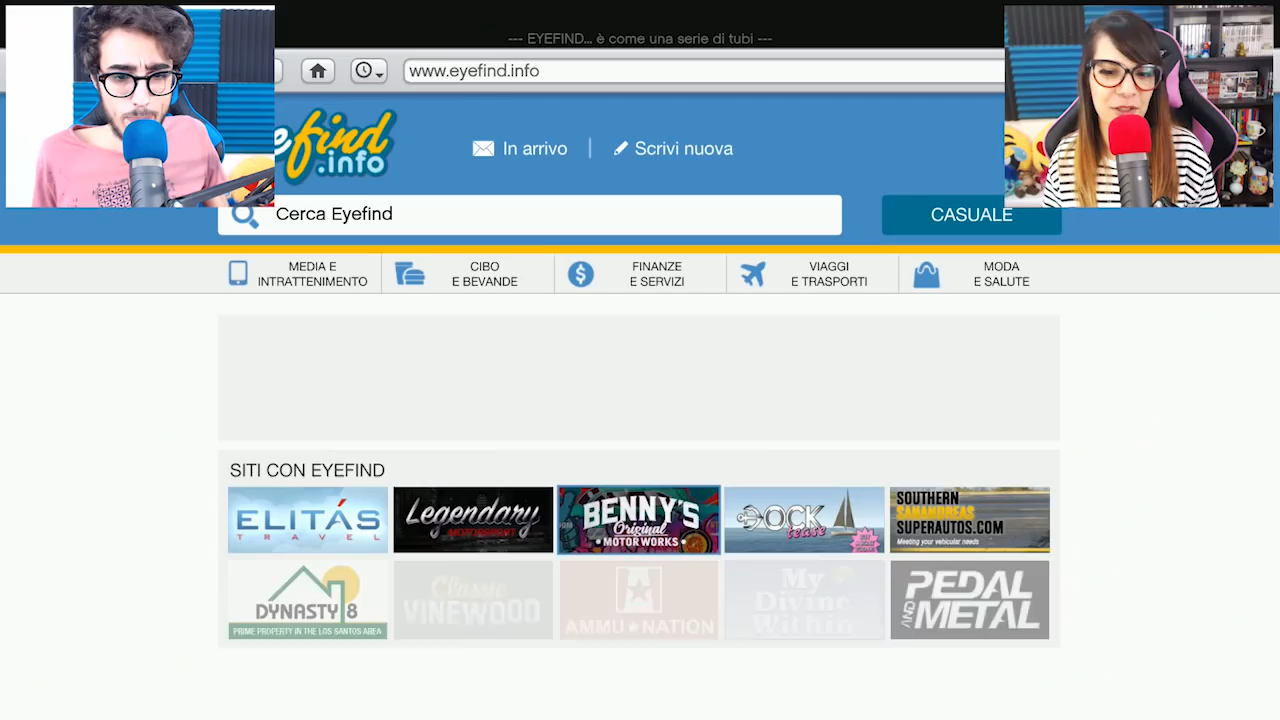 --- EYEFIND... è come una serie di tubi ---
www.eyefind.info
eyefind
.info
In arrivo
Scrivi nuova
Cerca Eyefind
CASUALE
MEDIA E
INTRATTENIMENTO
CIBO
E BEVANDE
FINANZE
E SERVIZI
VIAGGI
E TRASPORTI
MODA
E SALUTE
SITI CON EYEFIND
ELITÁS
TRAVEL
Legendary
MOTORSPORT
BENNY'S
Original
MOTORWORKS
DOCK
tease
SOUTHERN
SANANDREAS
SUPERAUTOS.COM
Meeting your vehicular needs
DYNASTY 8
PRIME PROPERTY IN THE LOS SANTOS AREA
Classic
VINEWOOD
AMMU★NATION
My
Divine
Within
PEDAL
AND METAL